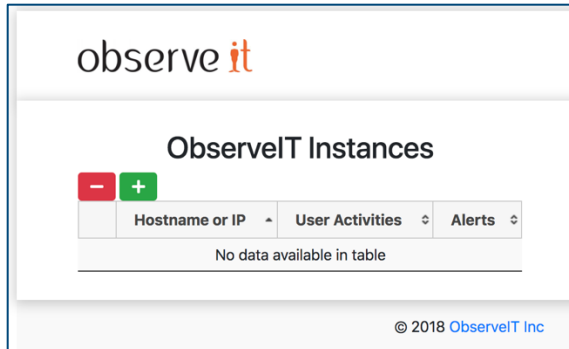 observe it
ObserveIT Instances
− +
Hostname or IP User Activities Alerts
No data available in table
© 2018 ObserveIT Inc